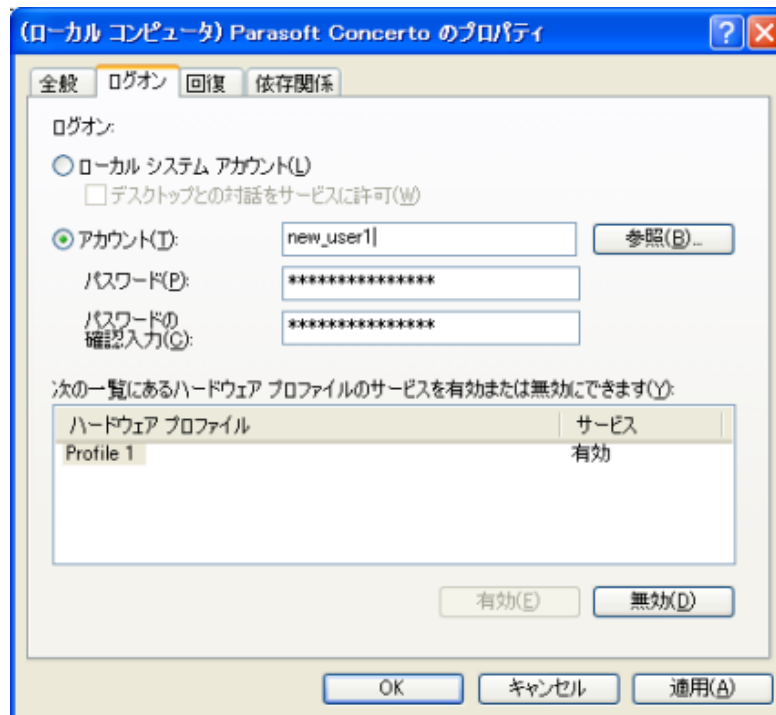 (ローカル コンピュータ) Parasoft Concerto のプロパティ
全般 ログオン 回復 依存関係
ログオン:
ローカル システム アカウント(L)
デスクトップとの対話をサービスに許可(W)
アカウント(T): new_user1 参照(B)...
パスワード(P): ***************
パスワードの
確認入力(C): ***************
次の一覧にあるハードウェア プロファイルのサービスを有効または無効にできます(Y):
ハードウェア プロファイル サービス
Profile 1 有効
有効(E) 無効(D)
OK キャンセル 適用(A)